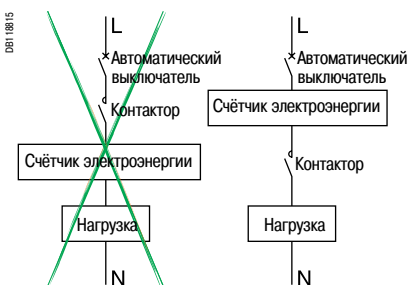 DB118815
L
Автоматический
выключатель
Контактор
Счётчик электроэнергии
Нагрузка
N
L
Автоматический
выключатель
Счётчик электроэнергии
Контактор
Нагрузка
N